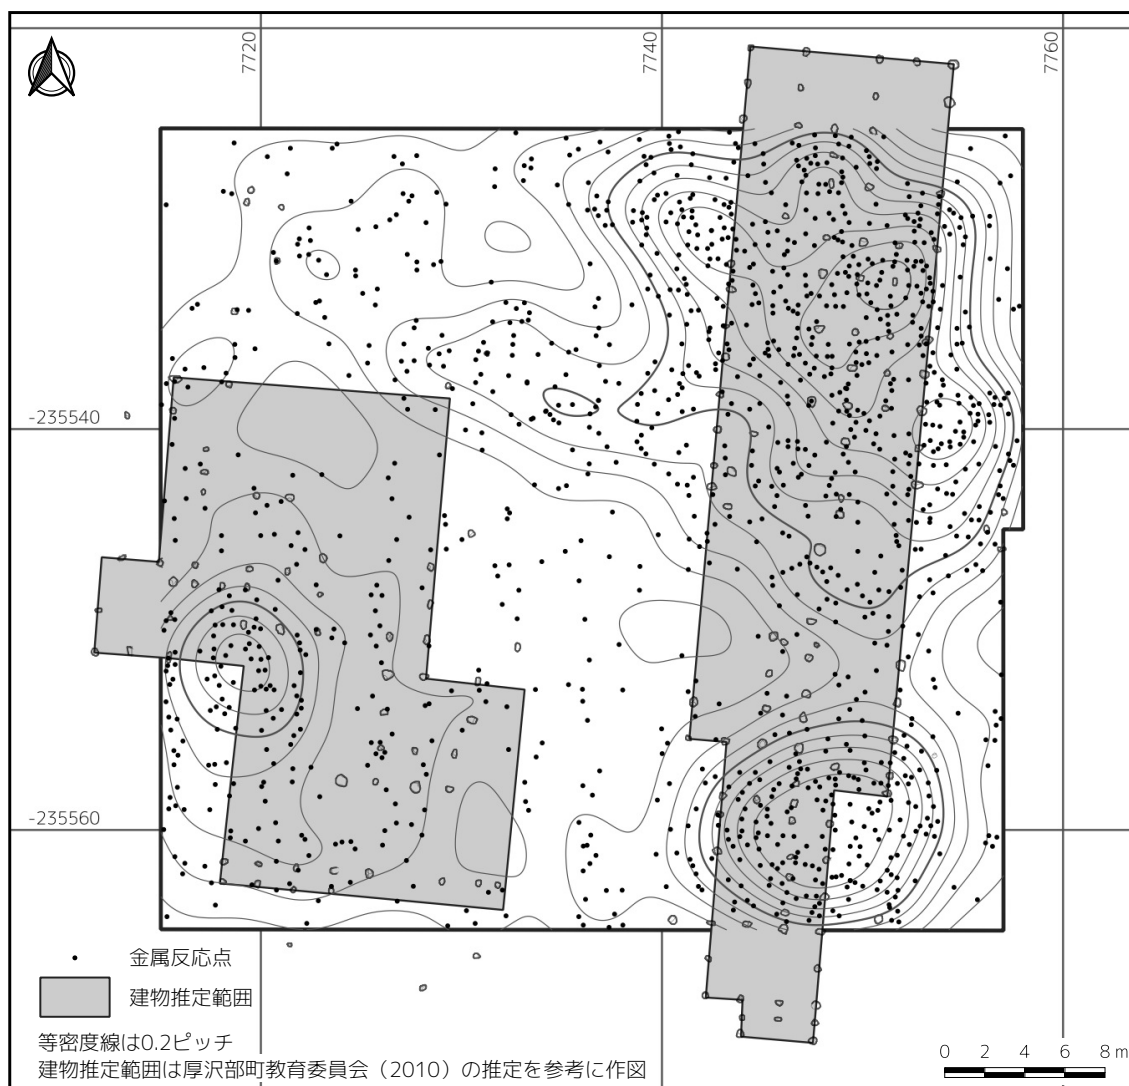 7720
7740
7760
-235540
-235560
金属反応点
建物推定範囲
等密度線は0.2ピッチ
建物推定範囲は厚沢部町教育委員会（2010）の推定を参考に作図
0 2 4 6 8 m